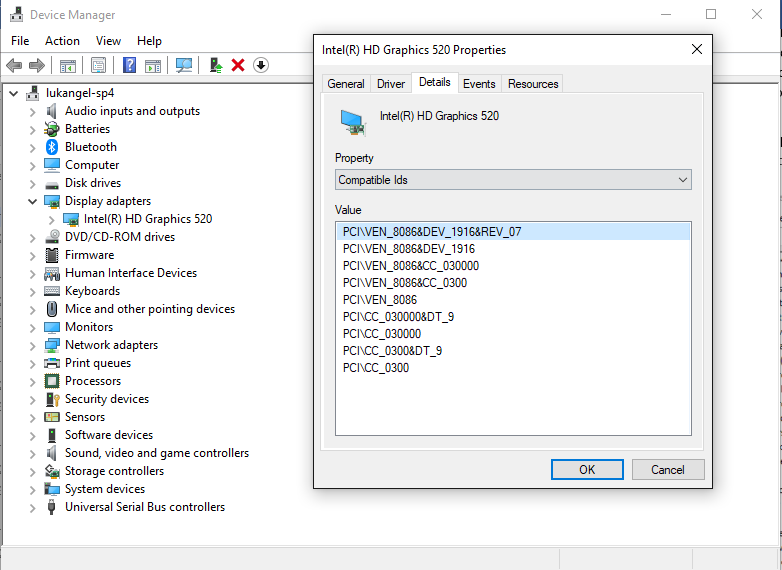 Device Manager
File Action View Help
lukangel-sp4
Audio inputs and outputs
Batteries
Bluetooth
Computer
Disk drives
Display adapters
Intel(R) HD Graphics 520
DVD/CD-ROM drives
Firmware
Human Interface Devices
Keyboards
Mice and other pointing devices
Monitors
Network adapters
Print queues
Processors
Security devices
Sensors
Software devices
Sound, video and game controllers
Storage controllers
System devices
Universal Serial Bus controllers
Intel(R) HD Graphics 520 Properties
General Driver Details Events Resources
Intel(R) HD Graphics 520
Property
Compatible Ids
Value
PCI\VEN_8086&DEV_1916&REV_07
PCI\VEN_8086&DEV_1916
PCI\VEN_8086&CC_030000
PCI\VEN_8086&CC_0300
PCI\VEN_8086
PCI\CC_030000&DT_9
PCI\CC_030000
PCI\CC_0300&DT_9
PCI\CC_0300
OK Cancel